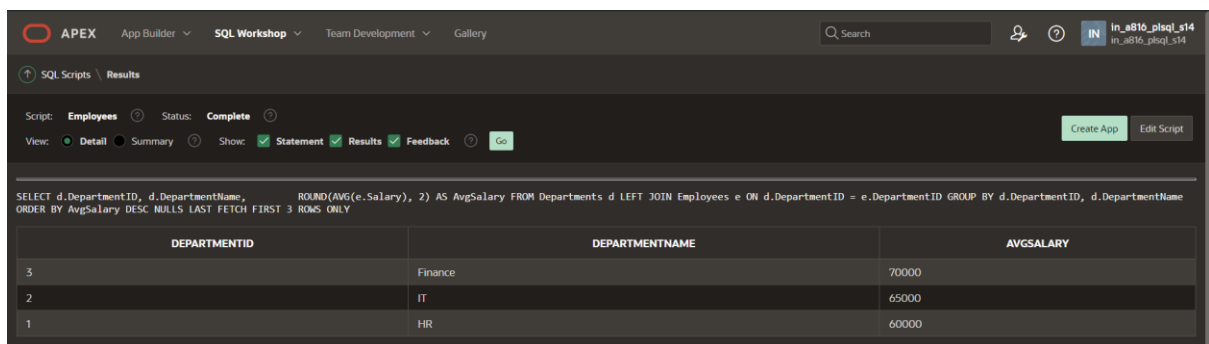 APEX App Builder SQL Workshop Team Development Gallery Search IN in_a816_plsql_s14
in_a816_plsql_s14
SQL Scripts \ Results
Script: Employees ? Status: Complete ?
View: Detail Summary ? Show: Statement Results Feedback ? Go Create App Edit Script
SELECT d.DepartmentID, d.DepartmentName, ROUND(AVG(e.Salary), 2) AS AvgSalary FROM Departments d LEFT JOIN Employees e ON d.DepartmentID = e.DepartmentID GROUP BY d.DepartmentID, d.DepartmentName
ORDER BY AvgSalary DESC NULLS LAST FETCH FIRST 3 ROWS ONLY
DEPARTMENTID DEPARTMENTNAME AVGSALARY
3 Finance 70000
2 IT 65000
1 HR 60000